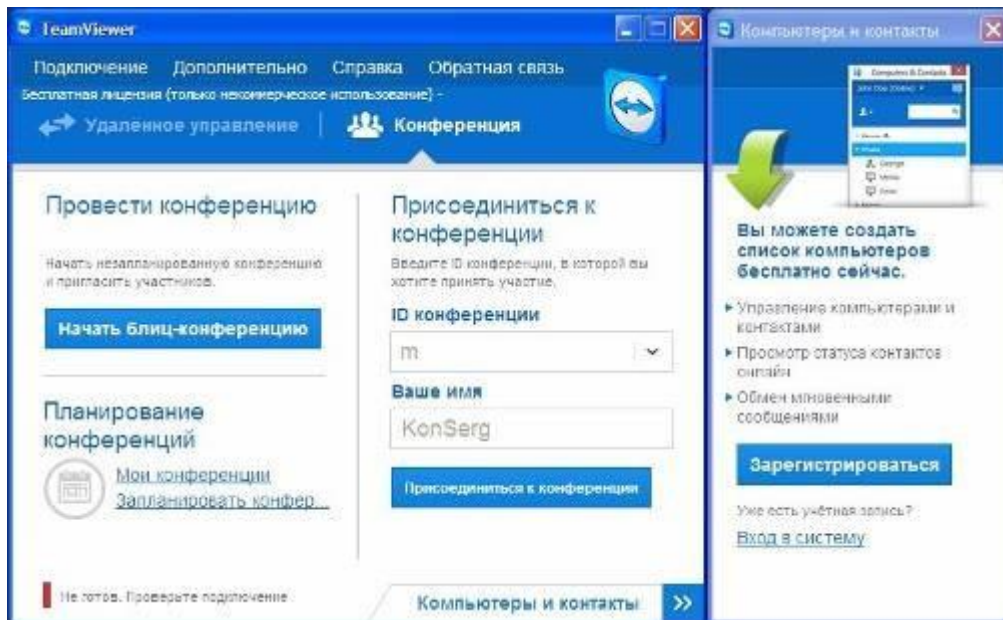 TeamViewer
Подключение Дополнительно Справка Обратная связь
Бесплатная лицензия (только некоммерческое использование) -
Удалённое управление
Конференция
Провести конференцию
Начать незапланированную конференцию
и пригласить участников.
Начать блиц-конференцию
Планирование
конференций
Мои конференции
Запланировать конфер...
Присоединиться к
конференции
Введите ID конференции, в которой вы
хотите принять участие.
ID конференции
m
Ваше имя
KonSerg
Присоединиться к конференции
Не готов. Проверьте подключение
Компьютеры и контакты
Компьютеры и контакты
Computers & Contacts
George
Вы можете создать
список компьютеров
бесплатно сейчас.
Управление компьютерами и
контактами
Просмотр статуса контактов
онлайн
Обмен мгновенными
сообщениями
Зарегистрироваться
Уже есть учётная запись?
Вход в систему